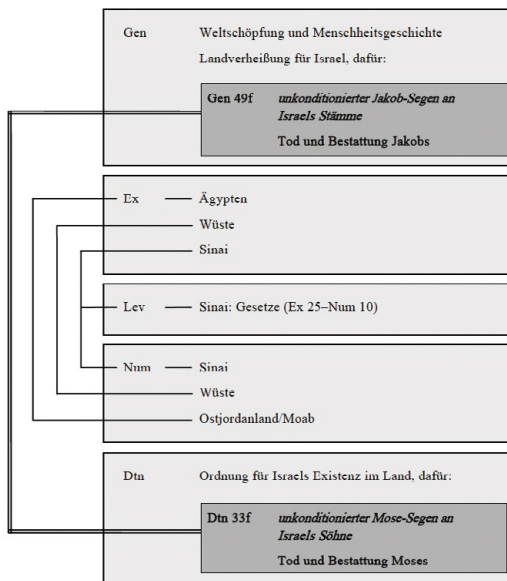 Gen Weltschöpfung und Menschheitsgeschichte
Landverheißung für Israel, dafür:
Gen 49f unkonditionierter Jakob-Segen an
Israels Stämme
Tod und Bestattung Jakobs
Ex Ägypten
Wüste
Sinai
Lev Sinai: Gesetze (Ex 25–Num 10)
Num Sinai
Wüste
Ostjordanland/Moab
Dtn Ordnung für Israels Existenz im Land, dafür:
Dtn 33f unkonditionierter Mose-Segen an
Israels Söhne
Tod und Bestattung Moses